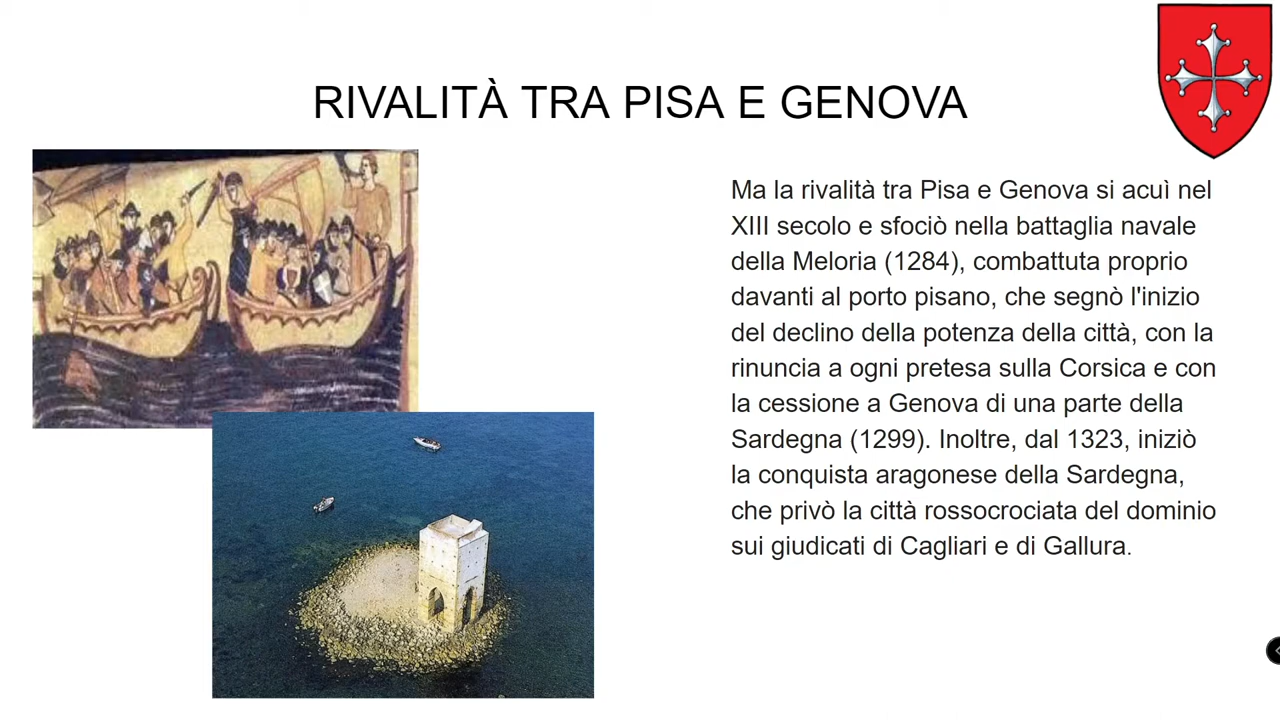 RIVALITÀ TRA PISA E GENOVA
Ma la rivalità tra Pisa e Genova si acuì nel
XIII secolo e sfociò nella battaglia navale
della Meloria (1284), combattuta proprio
davanti al porto pisano, che segnò l'inizio
del declino della potenza della città, con la
rinuncia a ogni pretesa sulla Corsica e con
la cessione a Genova di una parte della
Sardegna (1299). Inoltre, dal 1323, iniziò
la conquista aragonese della Sardegna,
che privò la città rossocrociata del dominio
sui giudicati di Cagliari e di Gallura.